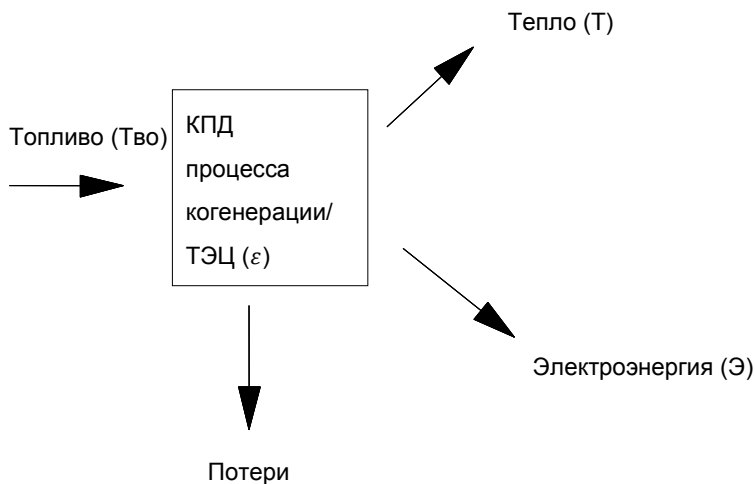 Тепло (Т)
Топливо (Тво)
КПД
процесса
когенерации/
ТЭЦ (ε)
Электроэнергия (Э)
Потери